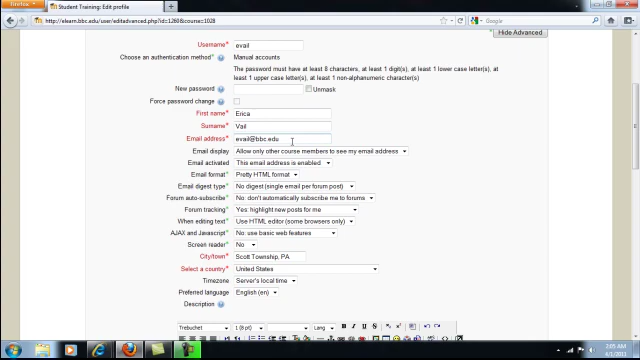 Firefox
Student Training: Edit profile
http://elearn.bbc.edu/user/editadvanced.php?id=1260&course=1028
Hide Advanced
Username* evail
Choose an authentication method* Manual accounts
The password must have at least 8 characters, at least 1 digit(s), at least 1 lower case letter(s), at
least 1 upper case letter(s), at least 1 non-alphanumeric character(s)
New password Unmask
Force password change
First name* Erica
Surname* Vail
Email address* evail@bbc.edu
Email display Allow only other course members to see my email address
Email activated This email address is enabled
Email format* Pretty HTML format
Email digest type* No digest (single email per forum post)
Forum auto-subscribe* No: don't automatically subscribe me to forums
Forum tracking* Yes: highlight new posts for me
When editing text* Use HTML editor (some browsers only)
AJAX and Javascript* No: use basic web features
Screen reader* No
City/town* Scott Township, PA
Select a country* United States
Timezone Server's local time
Preferred language English (en)
Description
Trebuchet 1 (8 pt) Lang B I U S
2:05 AM
4/1/2011